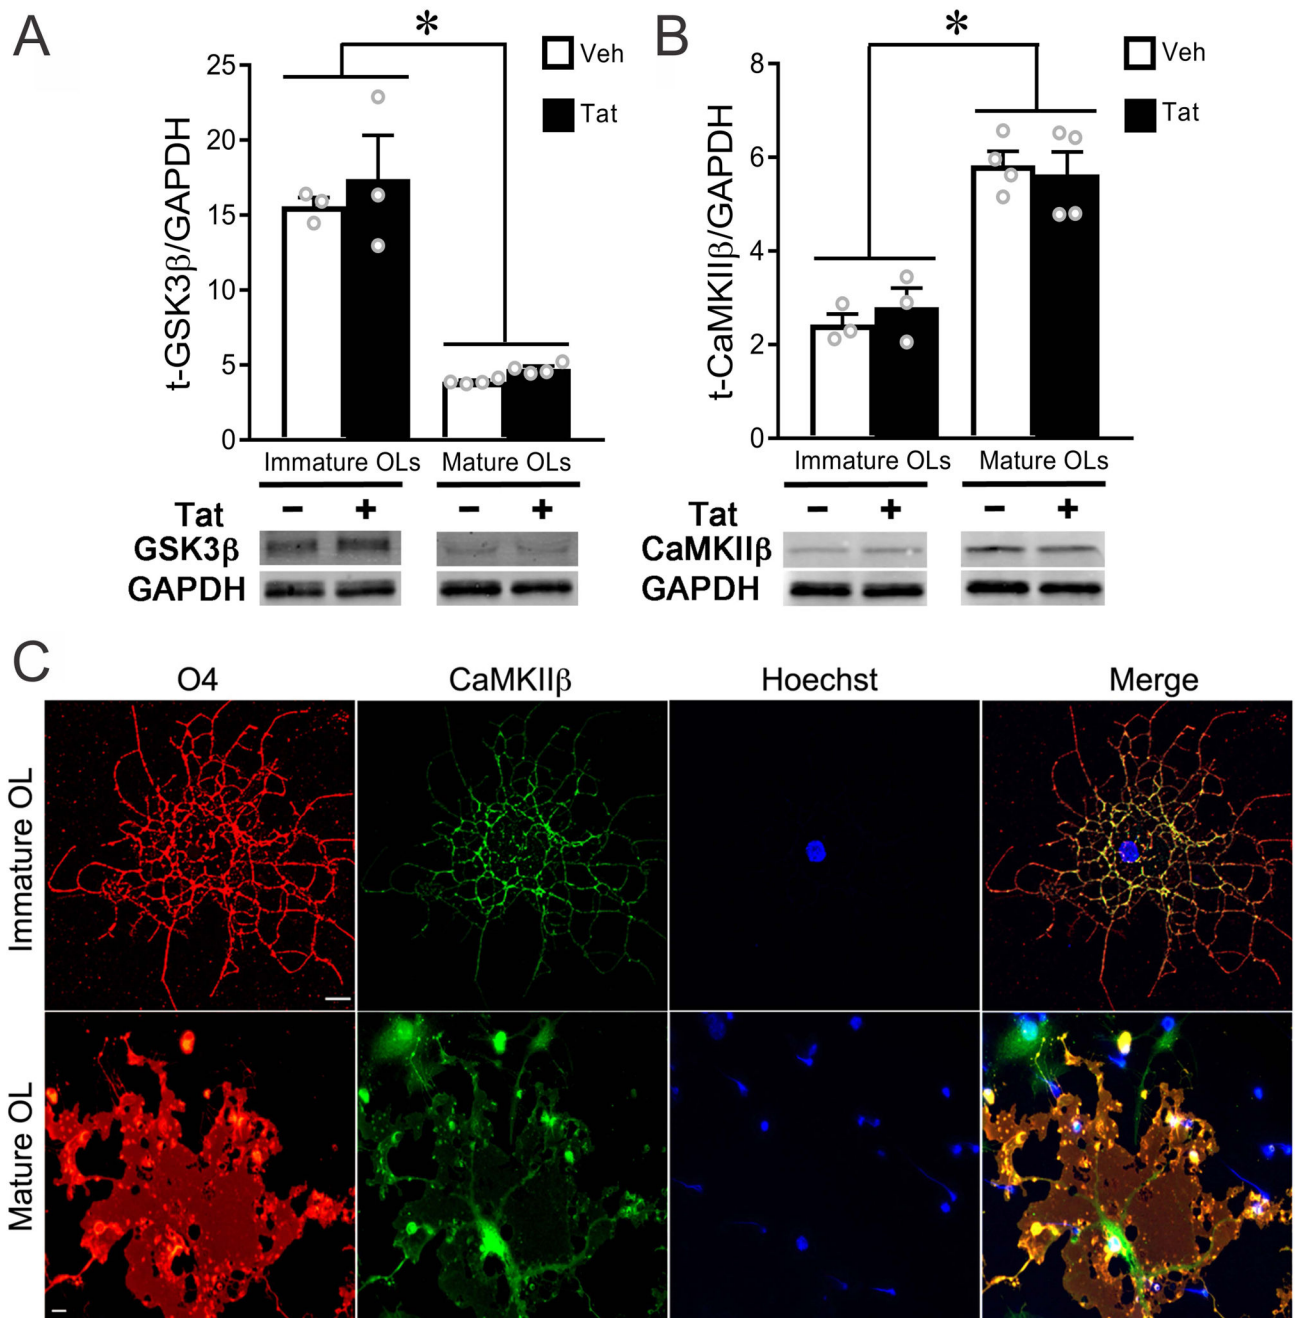 A
*
Veh
Tat
t-GSK3β/GAPDH
25
20
15
10
5
0
Immature OLs
Mature OLs
Tat − + − +
GSK3β
GAPDH
B
*
Veh
Tat
t-CaMKIIβ/GAPDH
8
6
4
2
0
Immature OLs
Mature OLs
Tat − + − +
CaMKIIβ
GAPDH
C
O4
CaMKIIβ
Hoechst
Merge
Immature OL
Mature OL